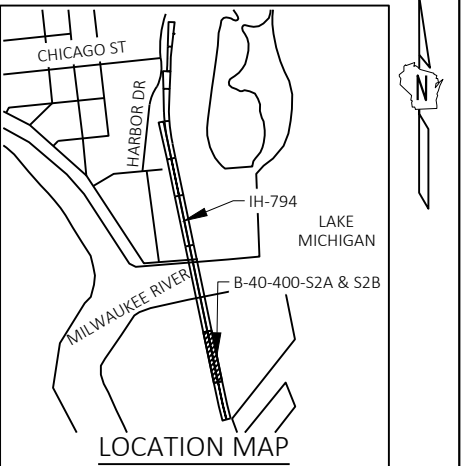 CHICAGO ST
HARBOR DR
N
IH-794
LAKE
MICHIGAN
MILWAUKEE RIVER
B-40-400-S2A & S2B
LOCATION MAP